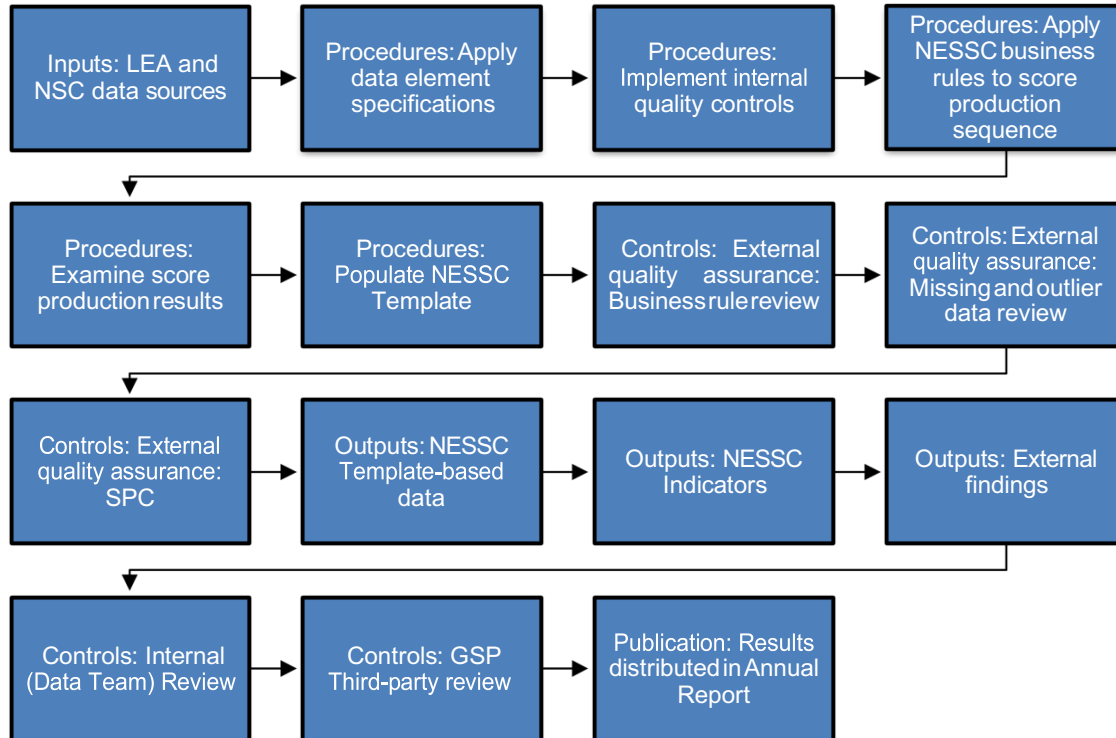 Inputs: LEA and
NSC data sources
Procedures: Apply
data element
specifications
Procedures:
Implement internal
quality controls
Procedures: Apply
NESSC business
rules to score
production
sequence
Procedures:
Examine score
production results
Procedures:
Populate NESSC
Template
Controls: External
quality assurance:
Business rule review
Controls: External
quality assurance:
Missing and outlier
data review
Controls: External
quality assurance:
SPC
Outputs: NESSC
Template-based
data
Outputs: NESSC
Indicators
Outputs: External
findings
Controls: Internal
(Data Team) Review
Controls: GSP
Third-party review
Publication: Results
distributed in Annual
Report